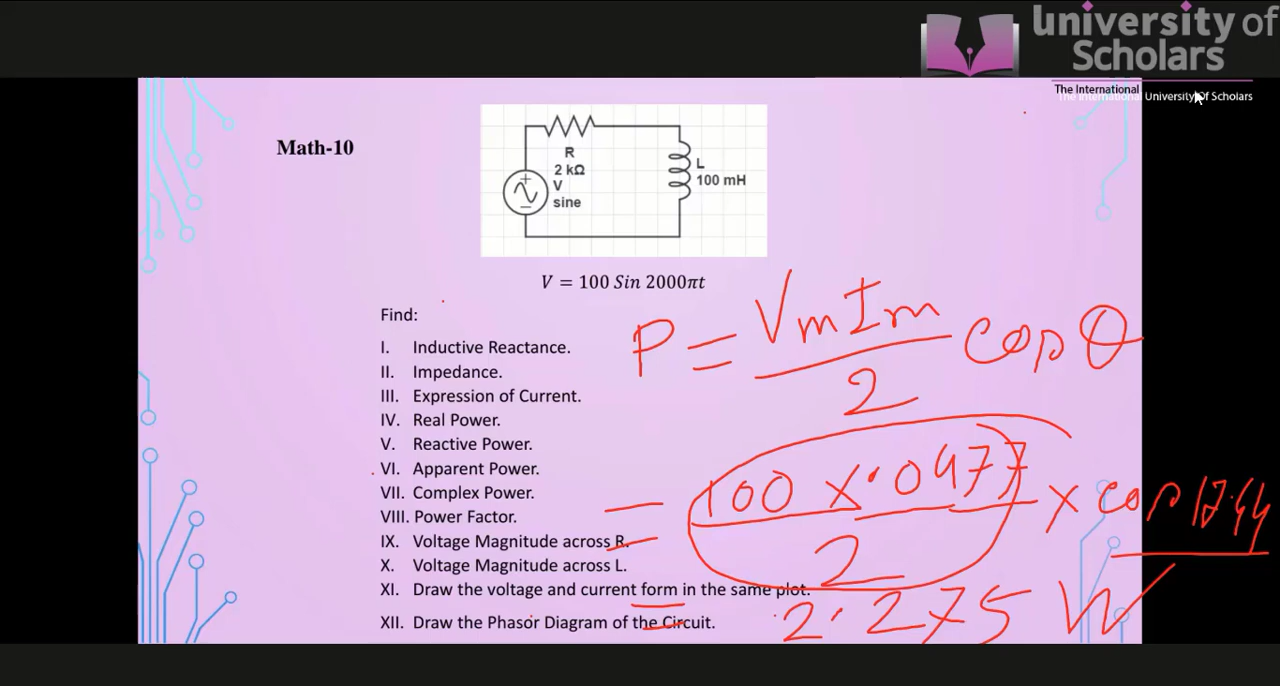 university of
Scholars
The International
The International University Of Scholars
Math-10
R
2 kΩ
V
sine
L
100 mH
V = 100 Sin 2000πt
Find:
I. Inductive Reactance.
II. Impedance.
III. Expression of Current.
IV. Real Power.
V. Reactive Power.
VI. Apparent Power.
VII. Complex Power.
VIII. Power Factor.
IX. Voltage Magnitude across R.
X. Voltage Magnitude across L.
XI. Draw the voltage and current form in the same plot.
XII. Draw the Phasor Diagram of the Circuit.
P = VmIm/2 cos θ
= 100 × .0477/2 × cos 17.44
= 2.275 W